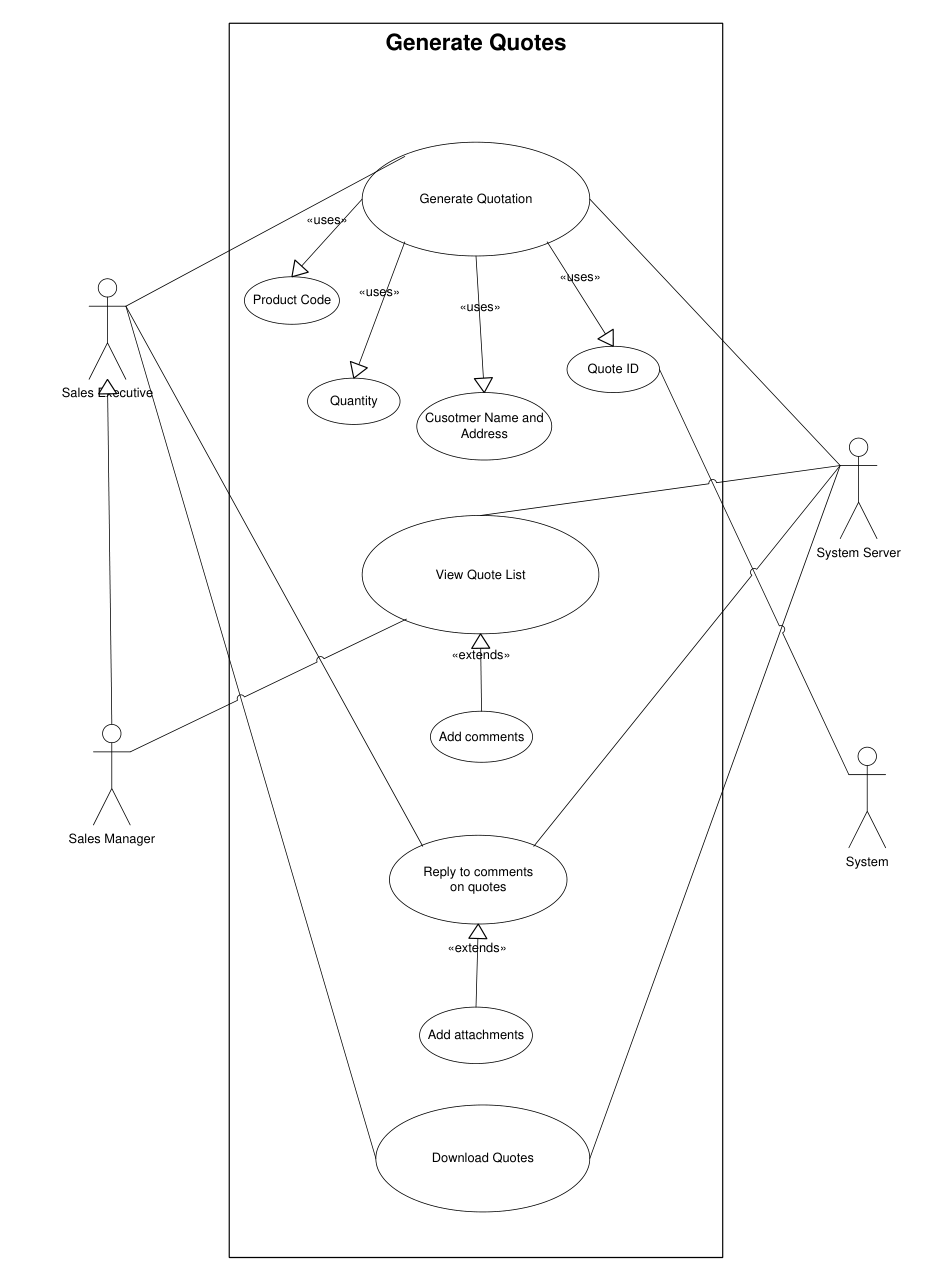 Generate Quotes
Generate Quotation
«uses»
Product Code
«uses»
Quantity
«uses»
Cusotmer Name and
Address
«uses»
Quote ID
Sales Executive
System Server
View Quote List
«extends»
Add comments
Sales Manager
System
Reply to comments
on quotes
«extends»
Add attachments
Download Quotes